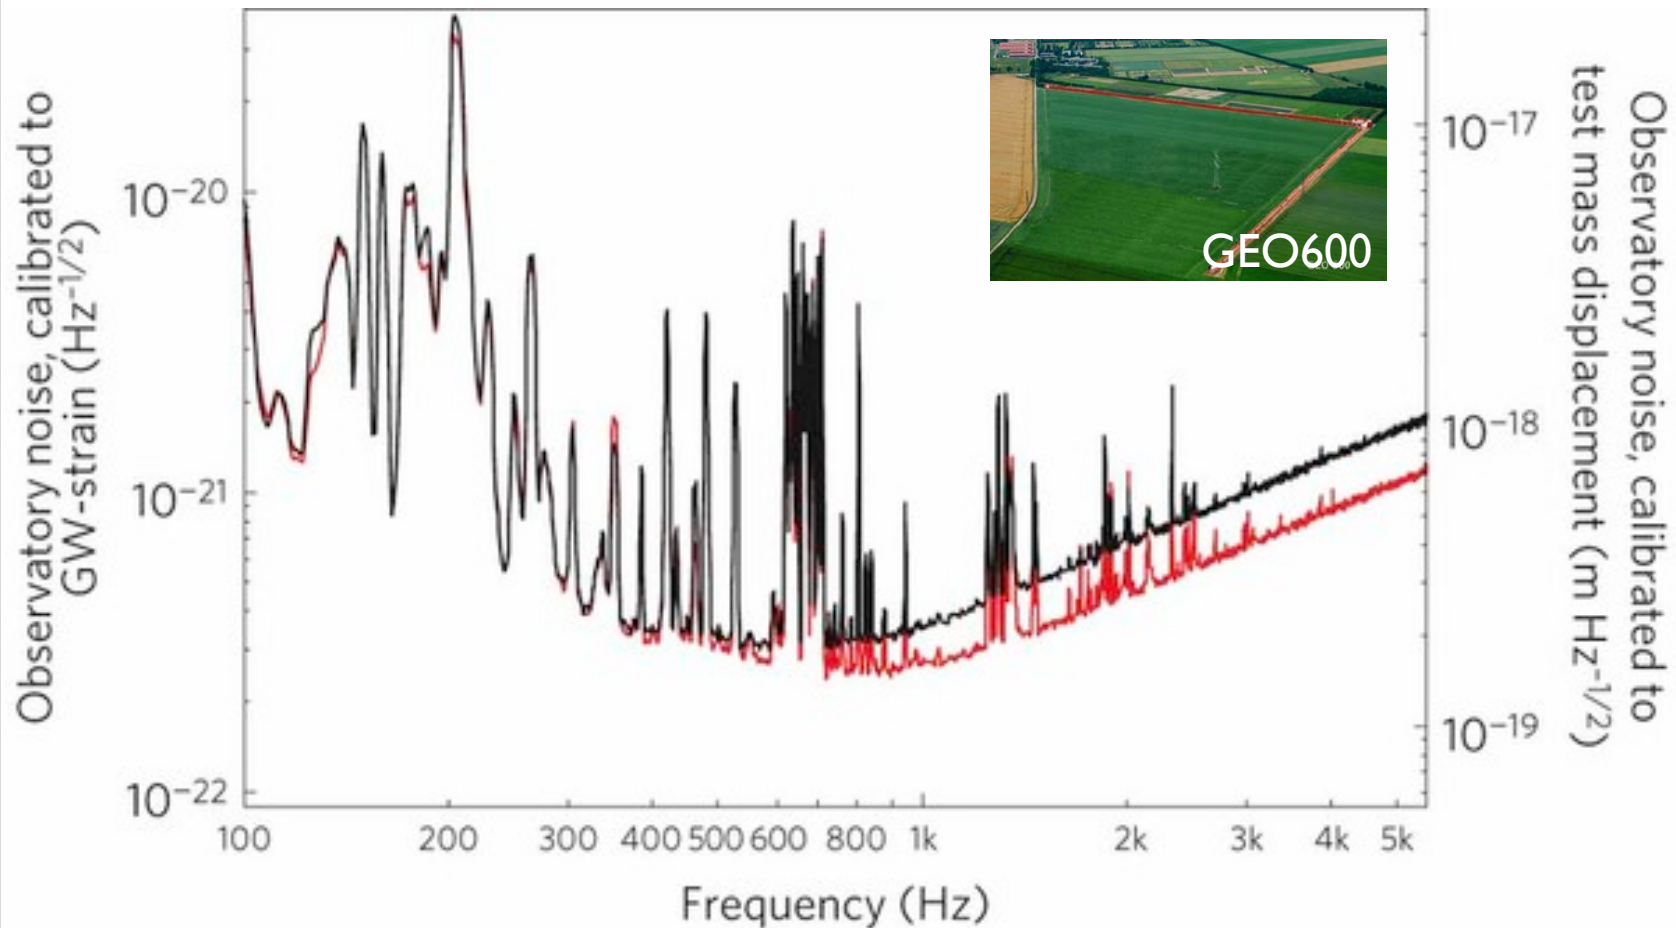 Observatory noise, calibrated to
GW-strain (Hz⁻¹/²)
10⁻²⁰
10⁻²¹
10⁻²²
GEO600
10⁻¹⁷
10⁻¹⁸
10⁻¹⁹
Observatory noise, calibrated to
test mass displacement (m Hz⁻¹/²)
100 200 300 400 500 600 800 1k 2k 3k 4k 5k
Frequency (Hz)